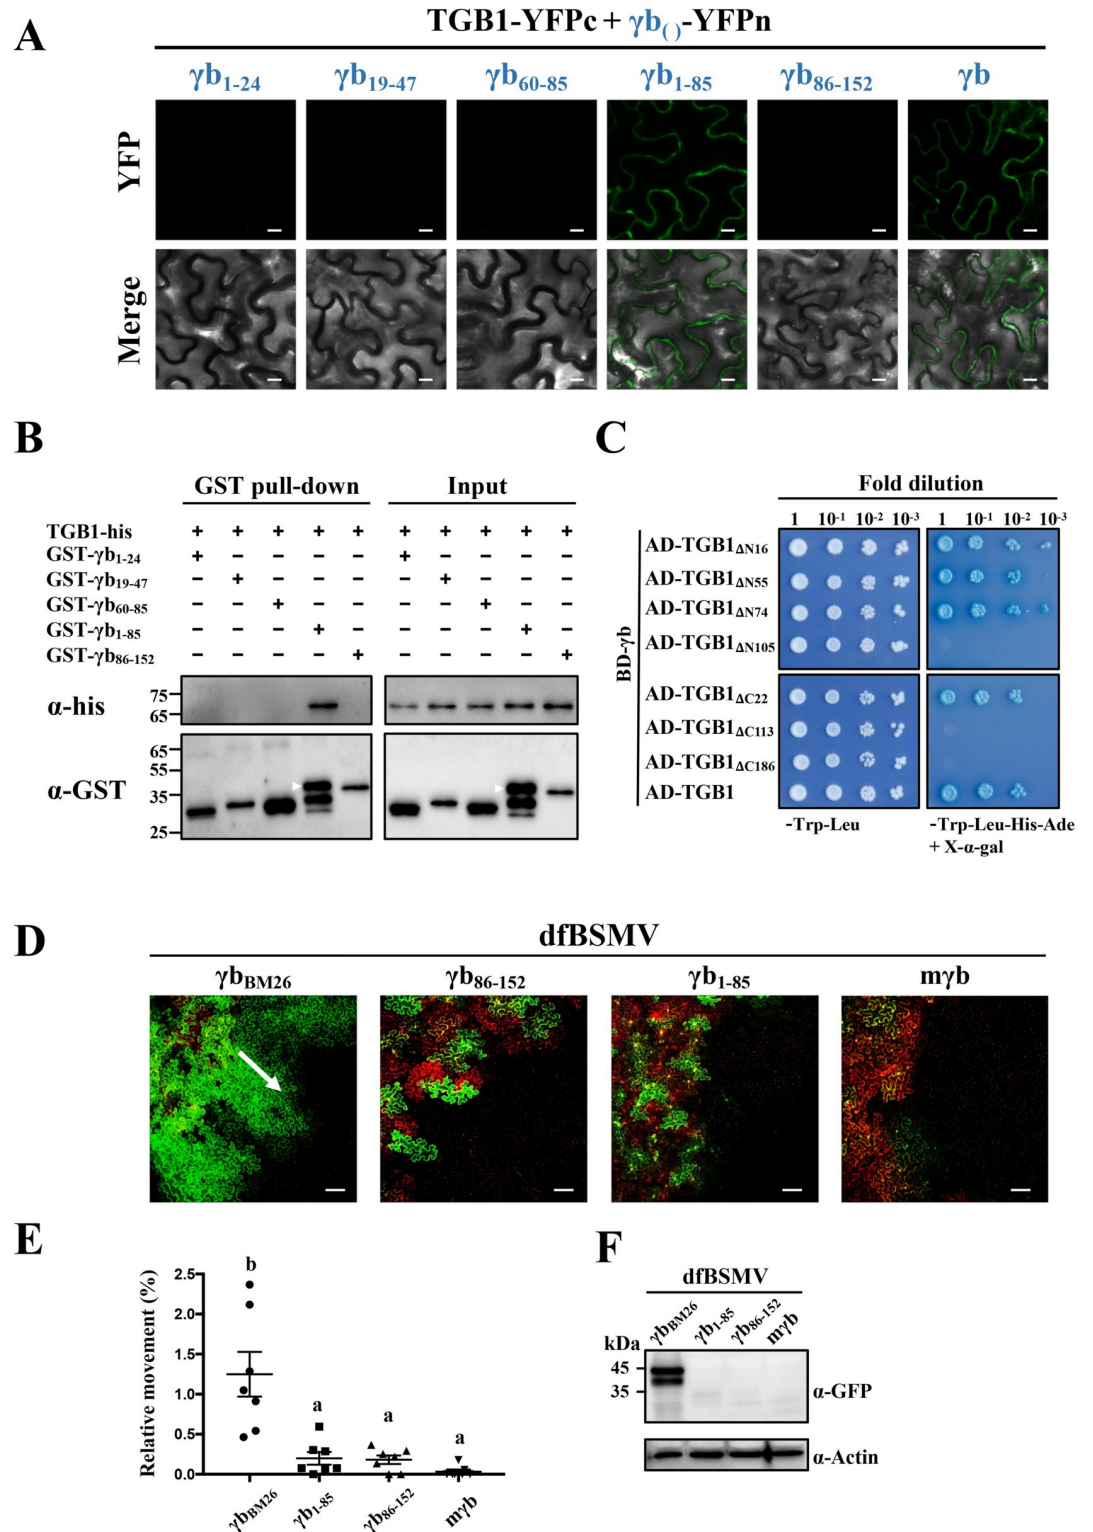 A
TGB1-YFPc + γb( )-YFPn
γb1-24 γb19-47 γb60-85 γb1-85 γb86-152 γb
YFP
Merge
B
GST pull-down Input
TGB1-his + + + + + + + + + +
GST-γb1-24 + − − − − + − − − −
GST-γb19-47 − + − − − − + − − −
GST-γb60-85 − − + − − − − + − −
GST-γb1-85 − − − + − − − − + −
GST-γb86-152 − − − − + − − − − +
α-his
75
65
α-GST
65
55
35
25
C
Fold dilution
1 10-1 10-2 10-3 1 10-1 10-2 10-3
BD-γb
AD-TGB1ΔN16
AD-TGB1ΔN55
AD-TGB1ΔN74
AD-TGB1ΔN105
AD-TGB1ΔC22
AD-TGB1ΔC113
AD-TGB1ΔC186
AD-TGB1
-Trp-Leu
-Trp-Leu-His-Ade
+ X-α-gal
D
dfBSMV
γbBM26 γb86-152 γb1-85 mγb
E
Relative movement (%)
2.5
2.0
1.5
1.0
0.5
0.0
b
a
a
a
γbBM26 γb1-85 γb86-152 mγb
F
dfBSMV
γbBM26 γb1-85 γb86-152 mγb
kDa
45
35
α-GFP
α-Actin